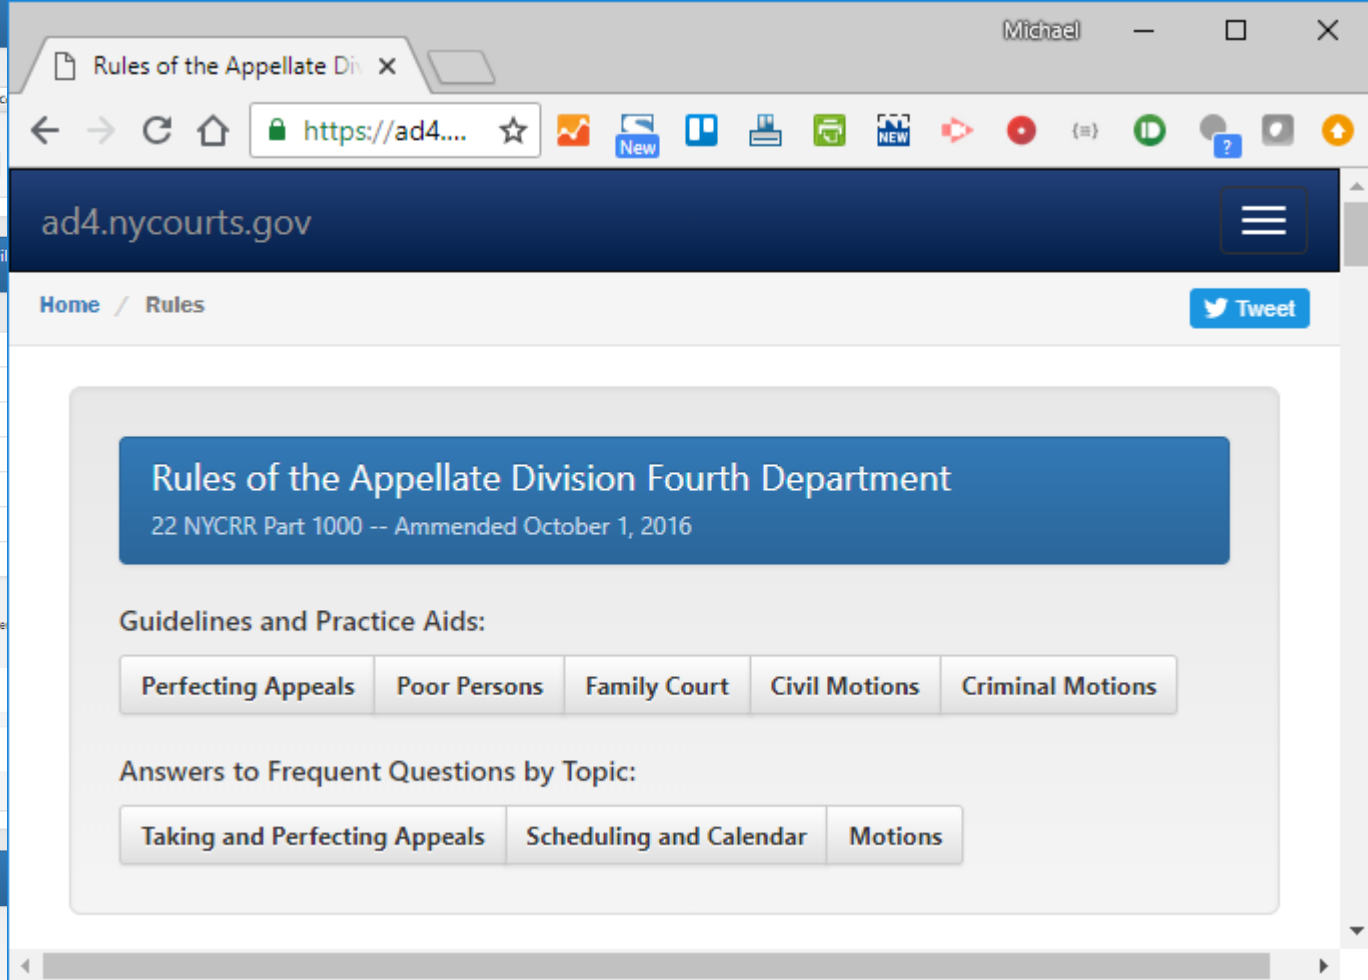 Michael
Rules of the Appellate Div
https://ad4....
New
NEW
{≡}
?
ad4.nycourts.gov
Home / Rules
Tweet
Rules of the Appellate Division Fourth Department
22 NYCRR Part 1000 -- Ammended October 1, 2016
Guidelines and Practice Aids:
Perfecting Appeals Poor Persons Family Court Civil Motions Criminal Motions
Answers to Frequent Questions by Topic:
Taking and Perfecting Appeals Scheduling and Calendar Motions